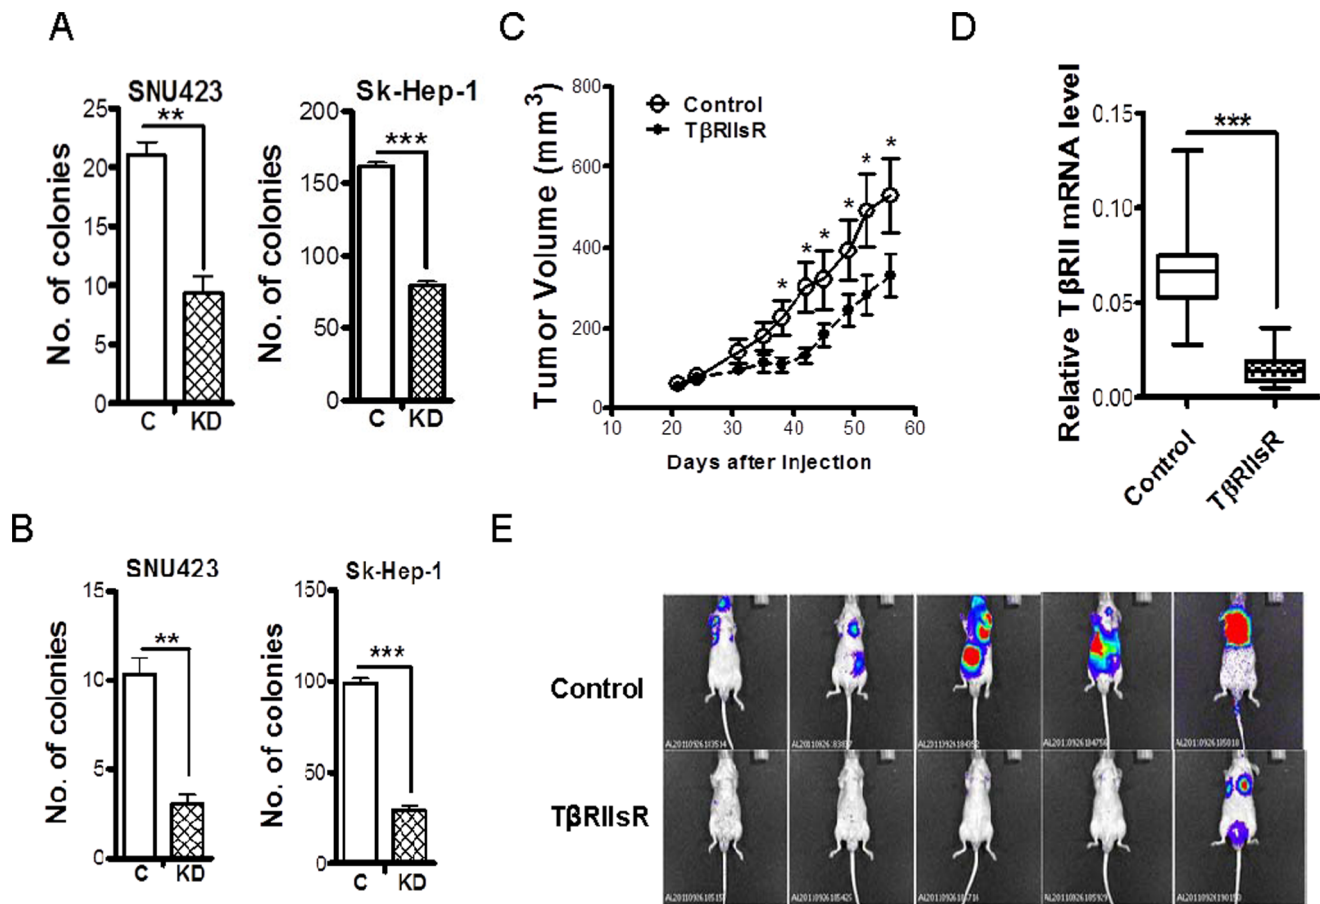 A
SNU423
No. of colonies
25
20
15
10
5
0
**
C
KD
Sk-Hep-1
No. of colonies
200
150
100
50
0
***
C
KD
B
SNU423
No. of colonies
15
10
5
0
**
C
KD
Sk-Hep-1
No. of colonies
150
100
50
0
***
C
KD
C
Tumor Volume (mm³)
800
600
400
200
0
Control
TβRIIsR
* * * * * *
10 20 30 40 50 60
Days after Injection
D
Relative TβRII mRNA level
0.15
0.10
0.05
0.00
***
Control
TβRIIsR
E
Control
TβRIIsR